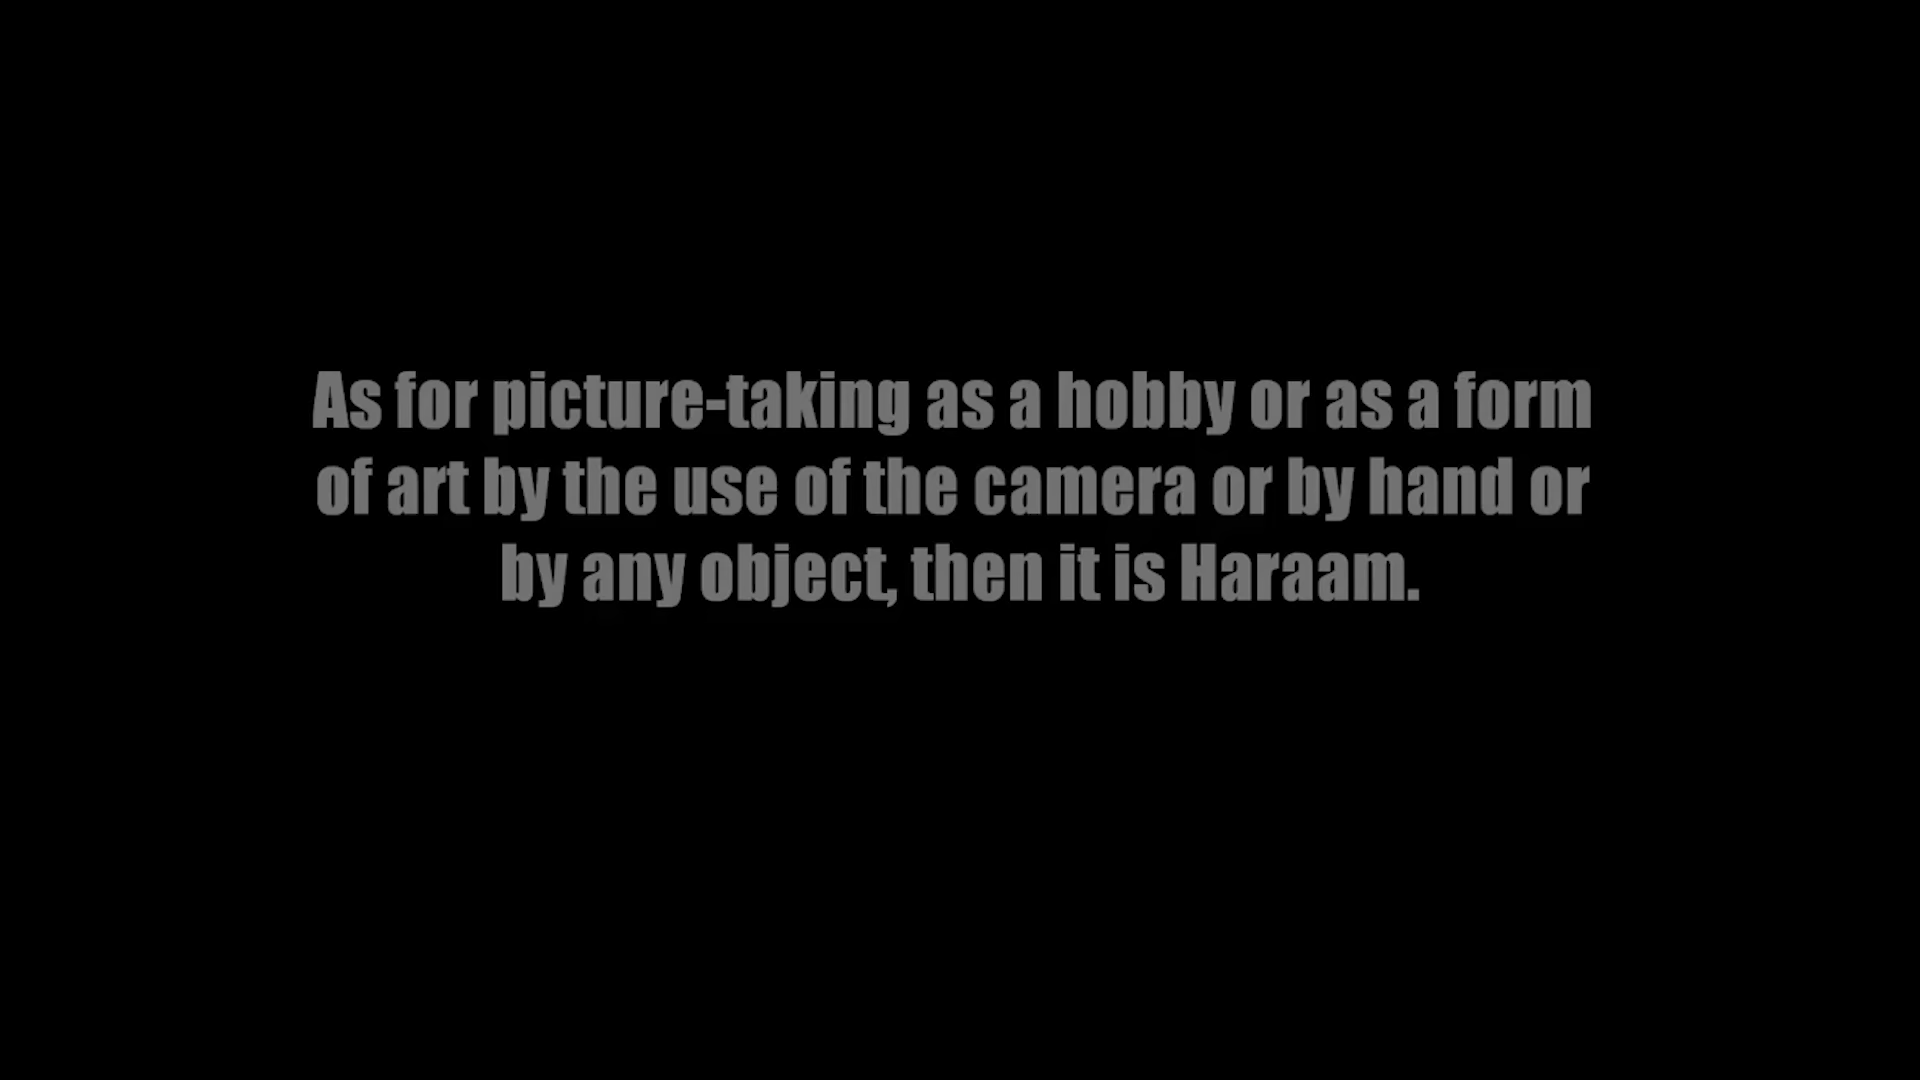 As for picture-taking as a hobby or as a form
of art by the use of the camera or by hand or
by any object, then it is Haraam.